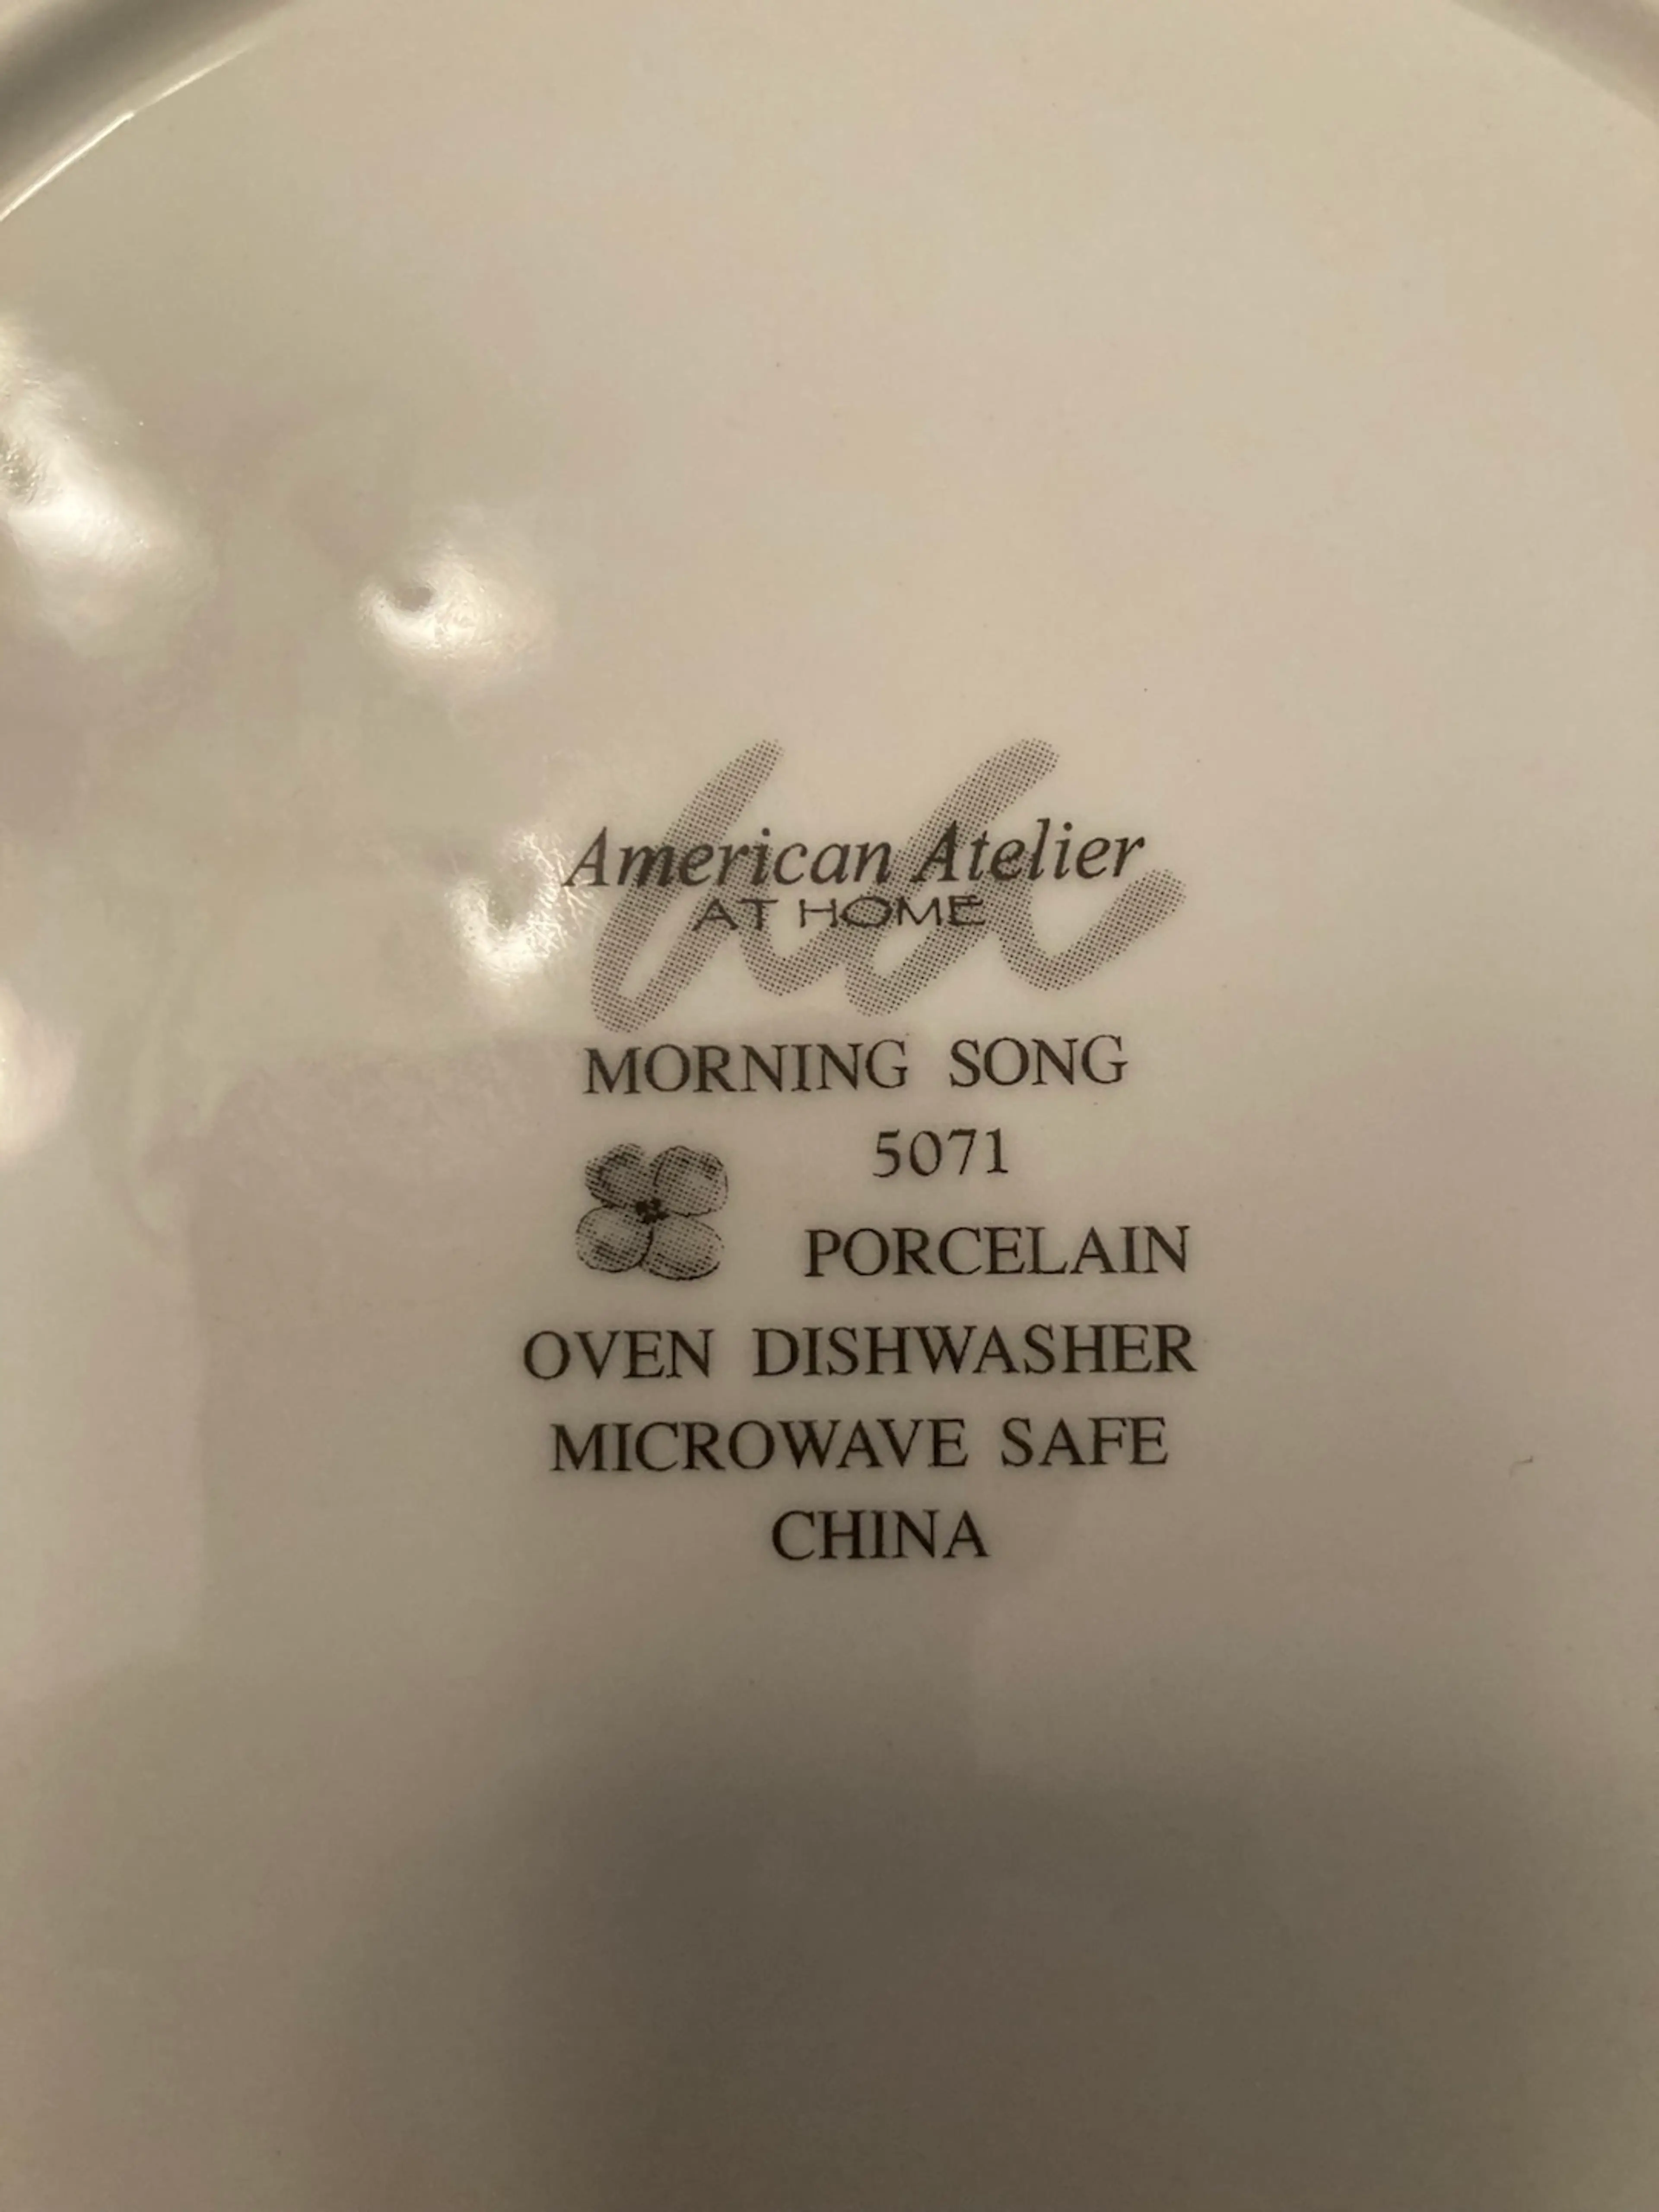 American Atelier
AT HOME
MORNING SONG
5071
PORCELAIN
OVEN DISHWASHER
MICROWAVE SAFE
CHINA